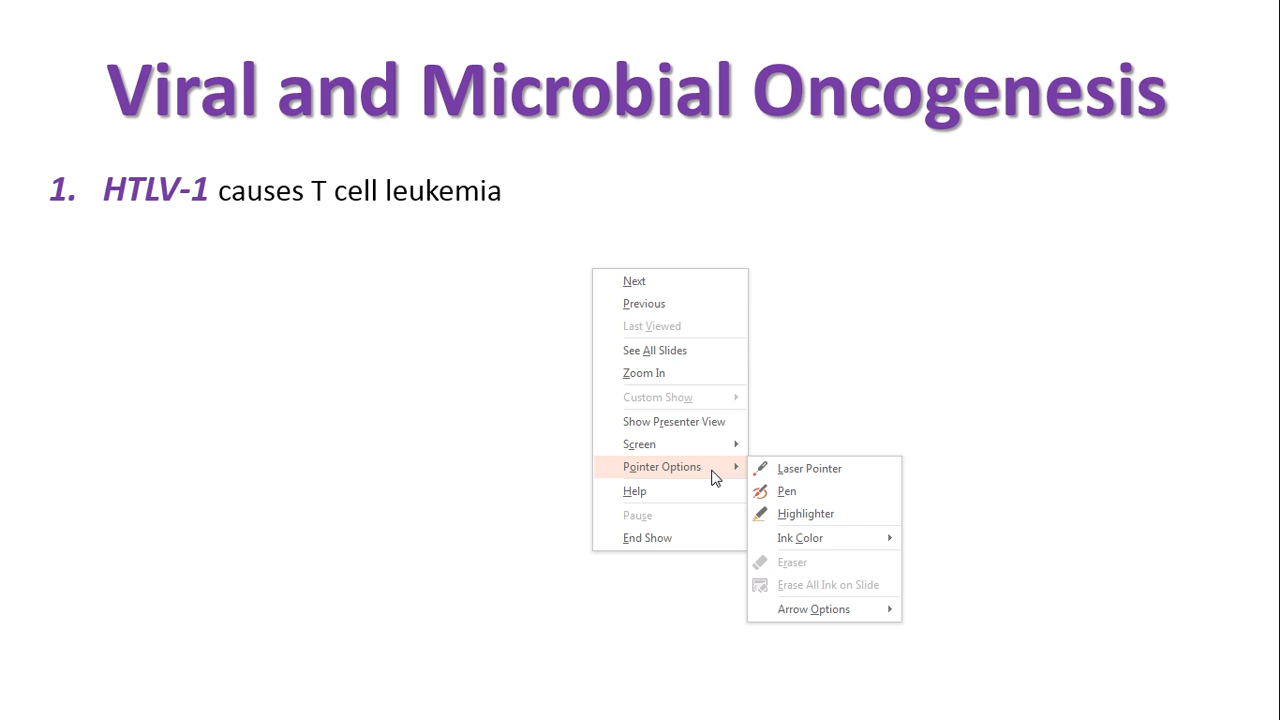 Viral and Microbial Oncogenesis
1. HTLV-1 causes T cell leukemia
Next
Previous
Last Viewed
See All Slides
Zoom In
Custom Show
Show Presenter View
Screen
Pointer Options
Help
Pause
End Show
Laser Pointer
Pen
Highlighter
Ink Color
Eraser
Erase All Ink on Slide
Arrow Options